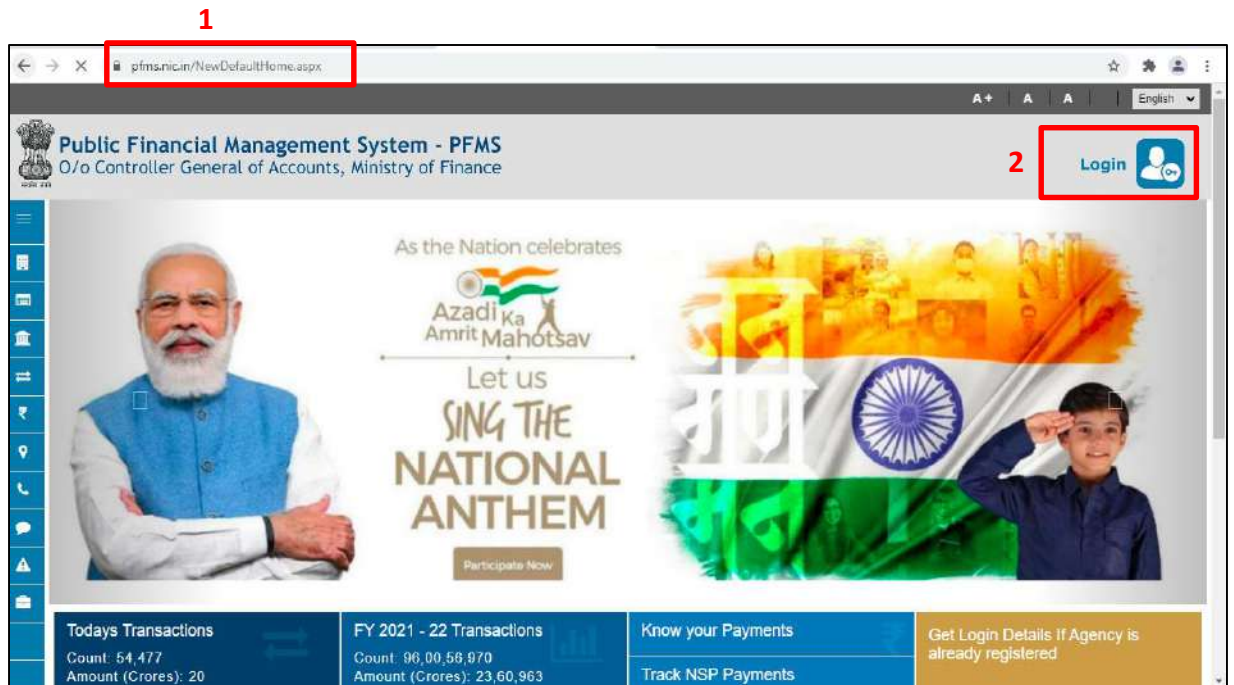 1
pfms.nic.in/NewDefaultHome.aspx
A+ A A English
Public Financial Management System - PFMS
O/o Controller General of Accounts, Ministry of Finance
2
Login
As the Nation celebrates
Azadi Ka
Amrit Mahotsav
Let us
SING THE
NATIONAL
ANTHEM
Participate Now
जन
गण
मन
Todays Transactions
Count: 54,477
Amount (Crores): 20
FY 2021 - 22 Transactions
Count: 96,00,56,970
Amount (Crores): 23,60,963
Know your Payments
Track NSP Payments
Get Login Details If Agency is
already registered